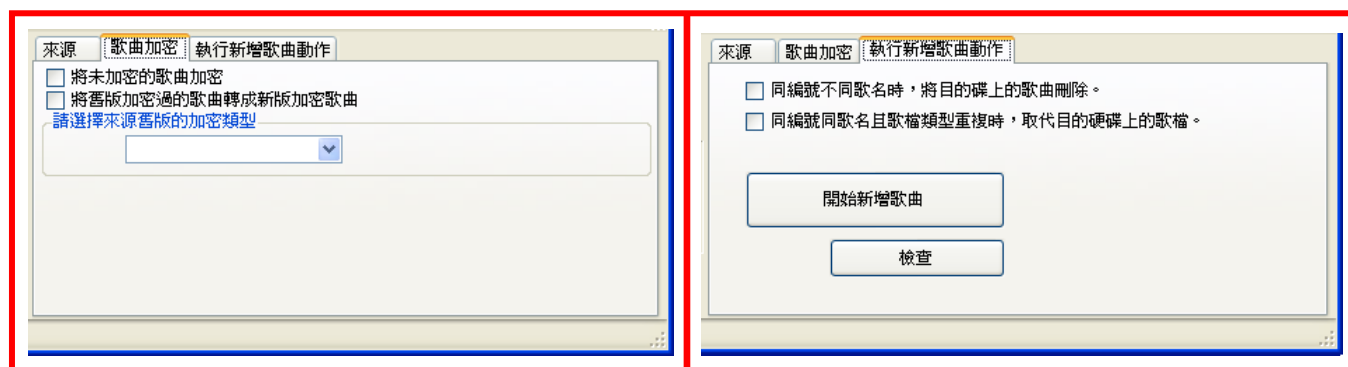 來源 歌曲加密 執行新增歌曲動作
將未加密的歌曲加密
將舊版加密過的歌曲轉成新版加密歌曲
請選擇來源舊版的加密類型
來源 歌曲加密 執行新增歌曲動作
同編號不同歌名時，將目的碟上的歌曲刪除。
同編號同歌名且歌檔類型重複時，取代目的硬碟上的歌檔。
開始新增歌曲
檢查